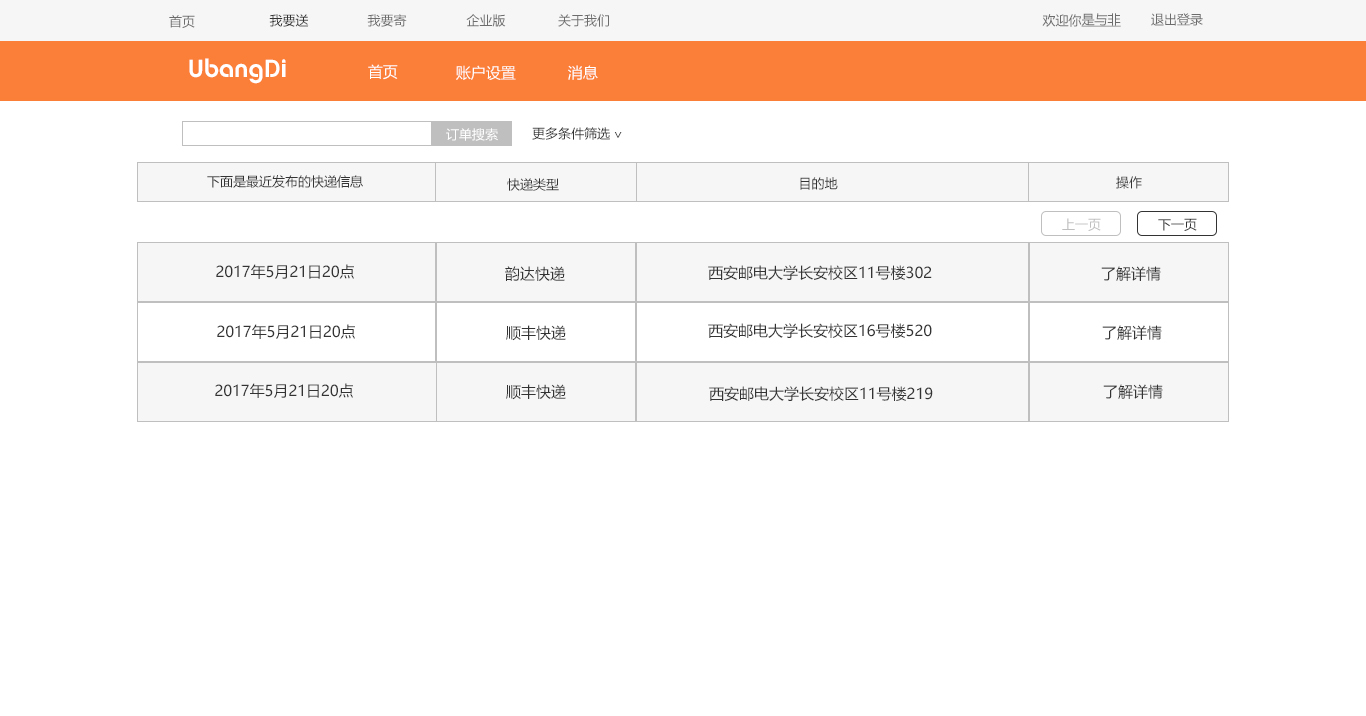 首页 我要送 我要寄 企业版 关于我们 欢迎你是与非 退出登录
UbangDi 首页 账户设置 消息
订单搜索 更多条件筛选 v
下面是最近发布的快递信息 快递类型 目的地 操作
上一页 下一页
2017年5月21日20点 韵达快递 西安邮电大学长安校区11号楼302 了解详情
2017年5月21日20点 顺丰快递 西安邮电大学长安校区16号楼520 了解详情
2017年5月21日20点 顺丰快递 西安邮电大学长安校区11号楼219 了解详情